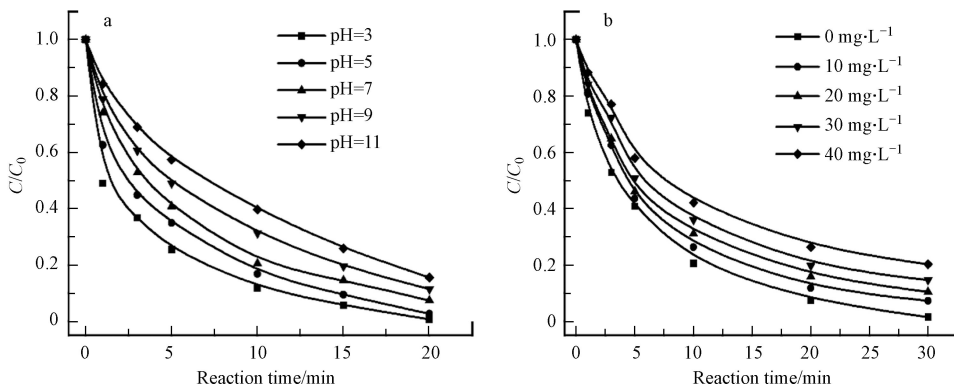 a
pH=3
pH=5
pH=7
pH=9
pH=11
1.0
0.8
0.6
0.4
0.2
0
C/C₀
0 5 10 15 20
Reaction time/min
b
0 mg·L⁻¹
10 mg·L⁻¹
20 mg·L⁻¹
30 mg·L⁻¹
40 mg·L⁻¹
1.0
0.8
0.6
0.4
0.2
0
C/C₀
0 5 10 15 20 25 30
Reaction time/min